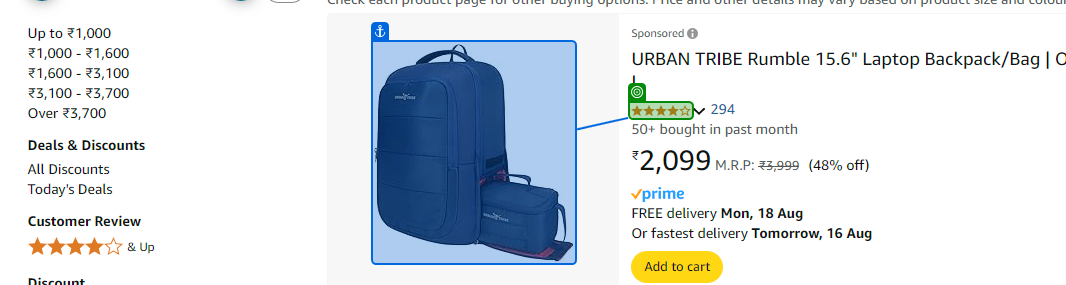 Check each product page for other buying options. Price and other details may vary based on product size and colou
Up to ₹1,000
₹1,000 - ₹1,600
₹1,600 - ₹3,100
₹3,100 - ₹3,700
Over ₹3,700
Deals & Discounts
All Discounts
Today's Deals
Customer Review
& Up
Discount
Sponsored
URBAN TRIBE Rumble 15.6" Laptop Backpack/Bag |
294
50+ bought in past month
₹2,099 M.R.P: ₹3,999 (48% off)
prime
FREE delivery Mon, 18 Aug
Or fastest delivery Tomorrow, 16 Aug
Add to cart